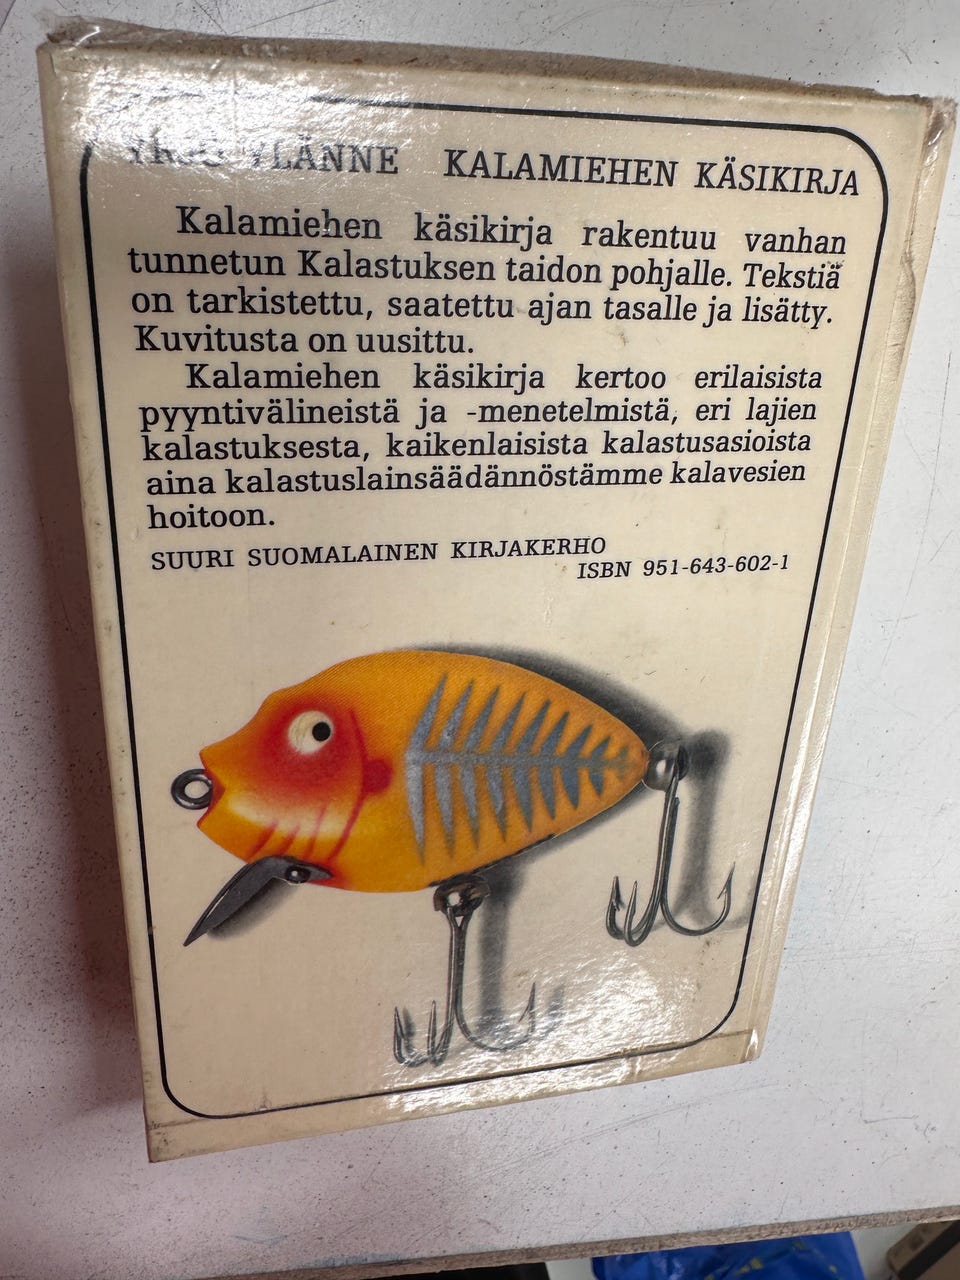 YRJÖ YLÄNNE KALAMIEHEN KÄSIKIRJA
Kalamiehen käsikirja rakentuu vanhan
tunnetun Kalastuksen taidon pohjalle. Tekstiä
on tarkistettu, saatettu ajan tasalle ja lisätty.
Kuvitusta on uusittu.
Kalamiehen käsikirja kertoo erilaisista
pyyntivälineistä ja -menetelmistä, eri lajien
kalastuksesta, kaikenlaisista kalastusasioista
aina kalastuslainsäädännöstämme kalavesien
hoitoon.
SUURI SUOMALAINEN KIRJAKERHO
ISBN 951-643-602-1